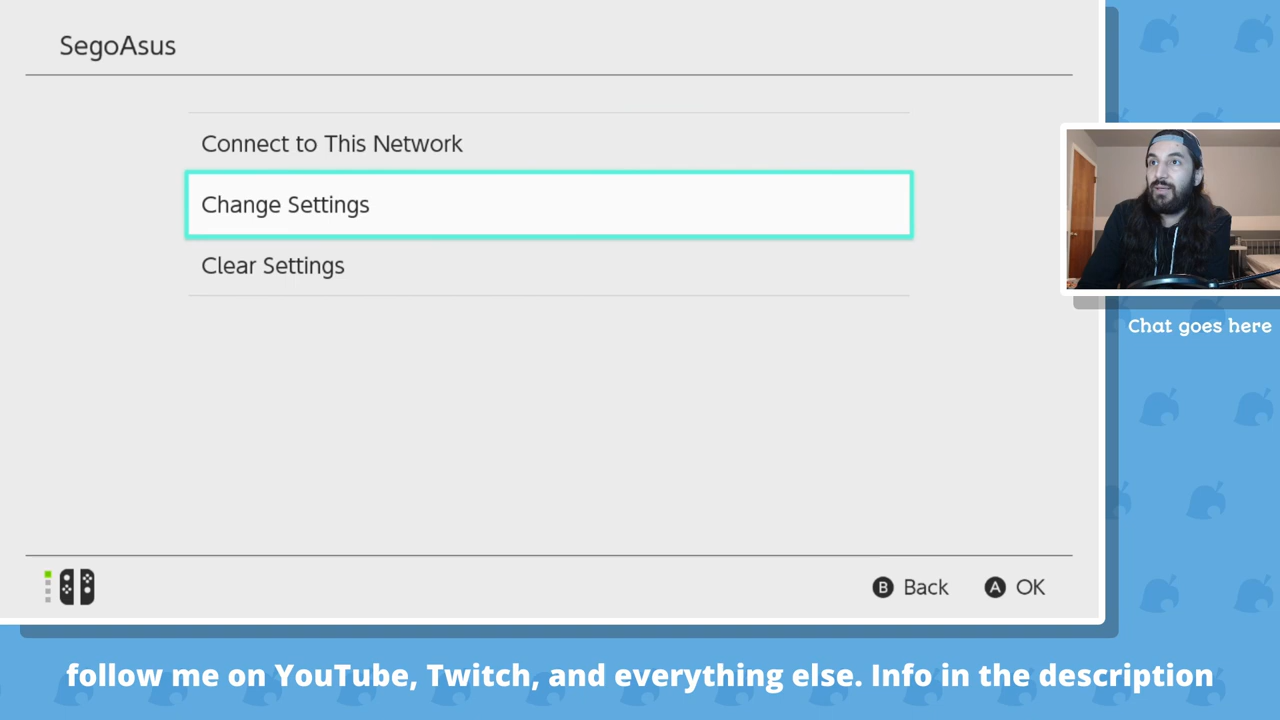 SegoAsus
Connect to This Network
Change Settings
Clear Settings
Chat goes here
B Back A OK
follow me on YouTube, Twitch, and everything else. Info in the description